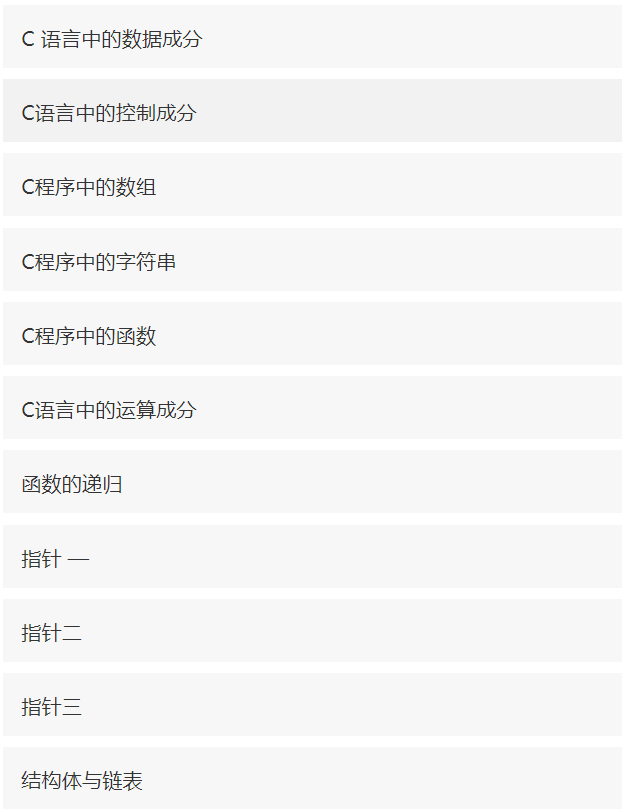 C 语言中的数据成分
C语言中的控制成分
C程序中的数组
C程序中的字符串
C程序中的函数
C语言中的运算成分
函数的递归
指针 —
指针二
指针三
结构体与链表